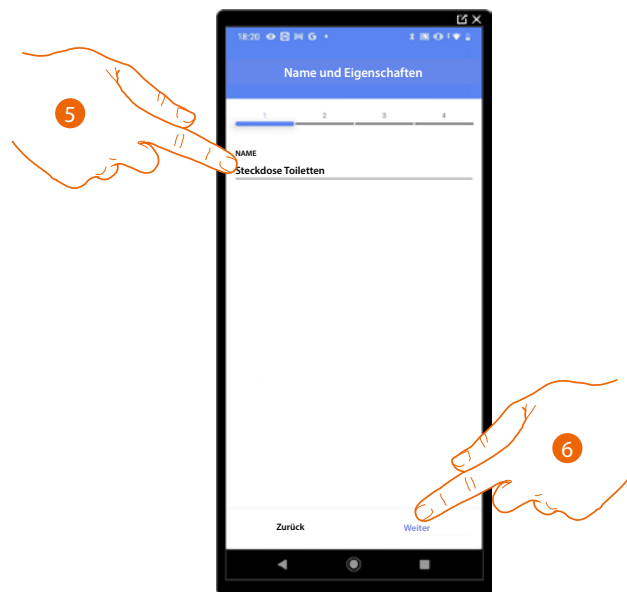 18:20 G
Name und Eigenschaften
1 2 3 4
NAME
Steckdose Toiletten
5
6
Zurück Weiter